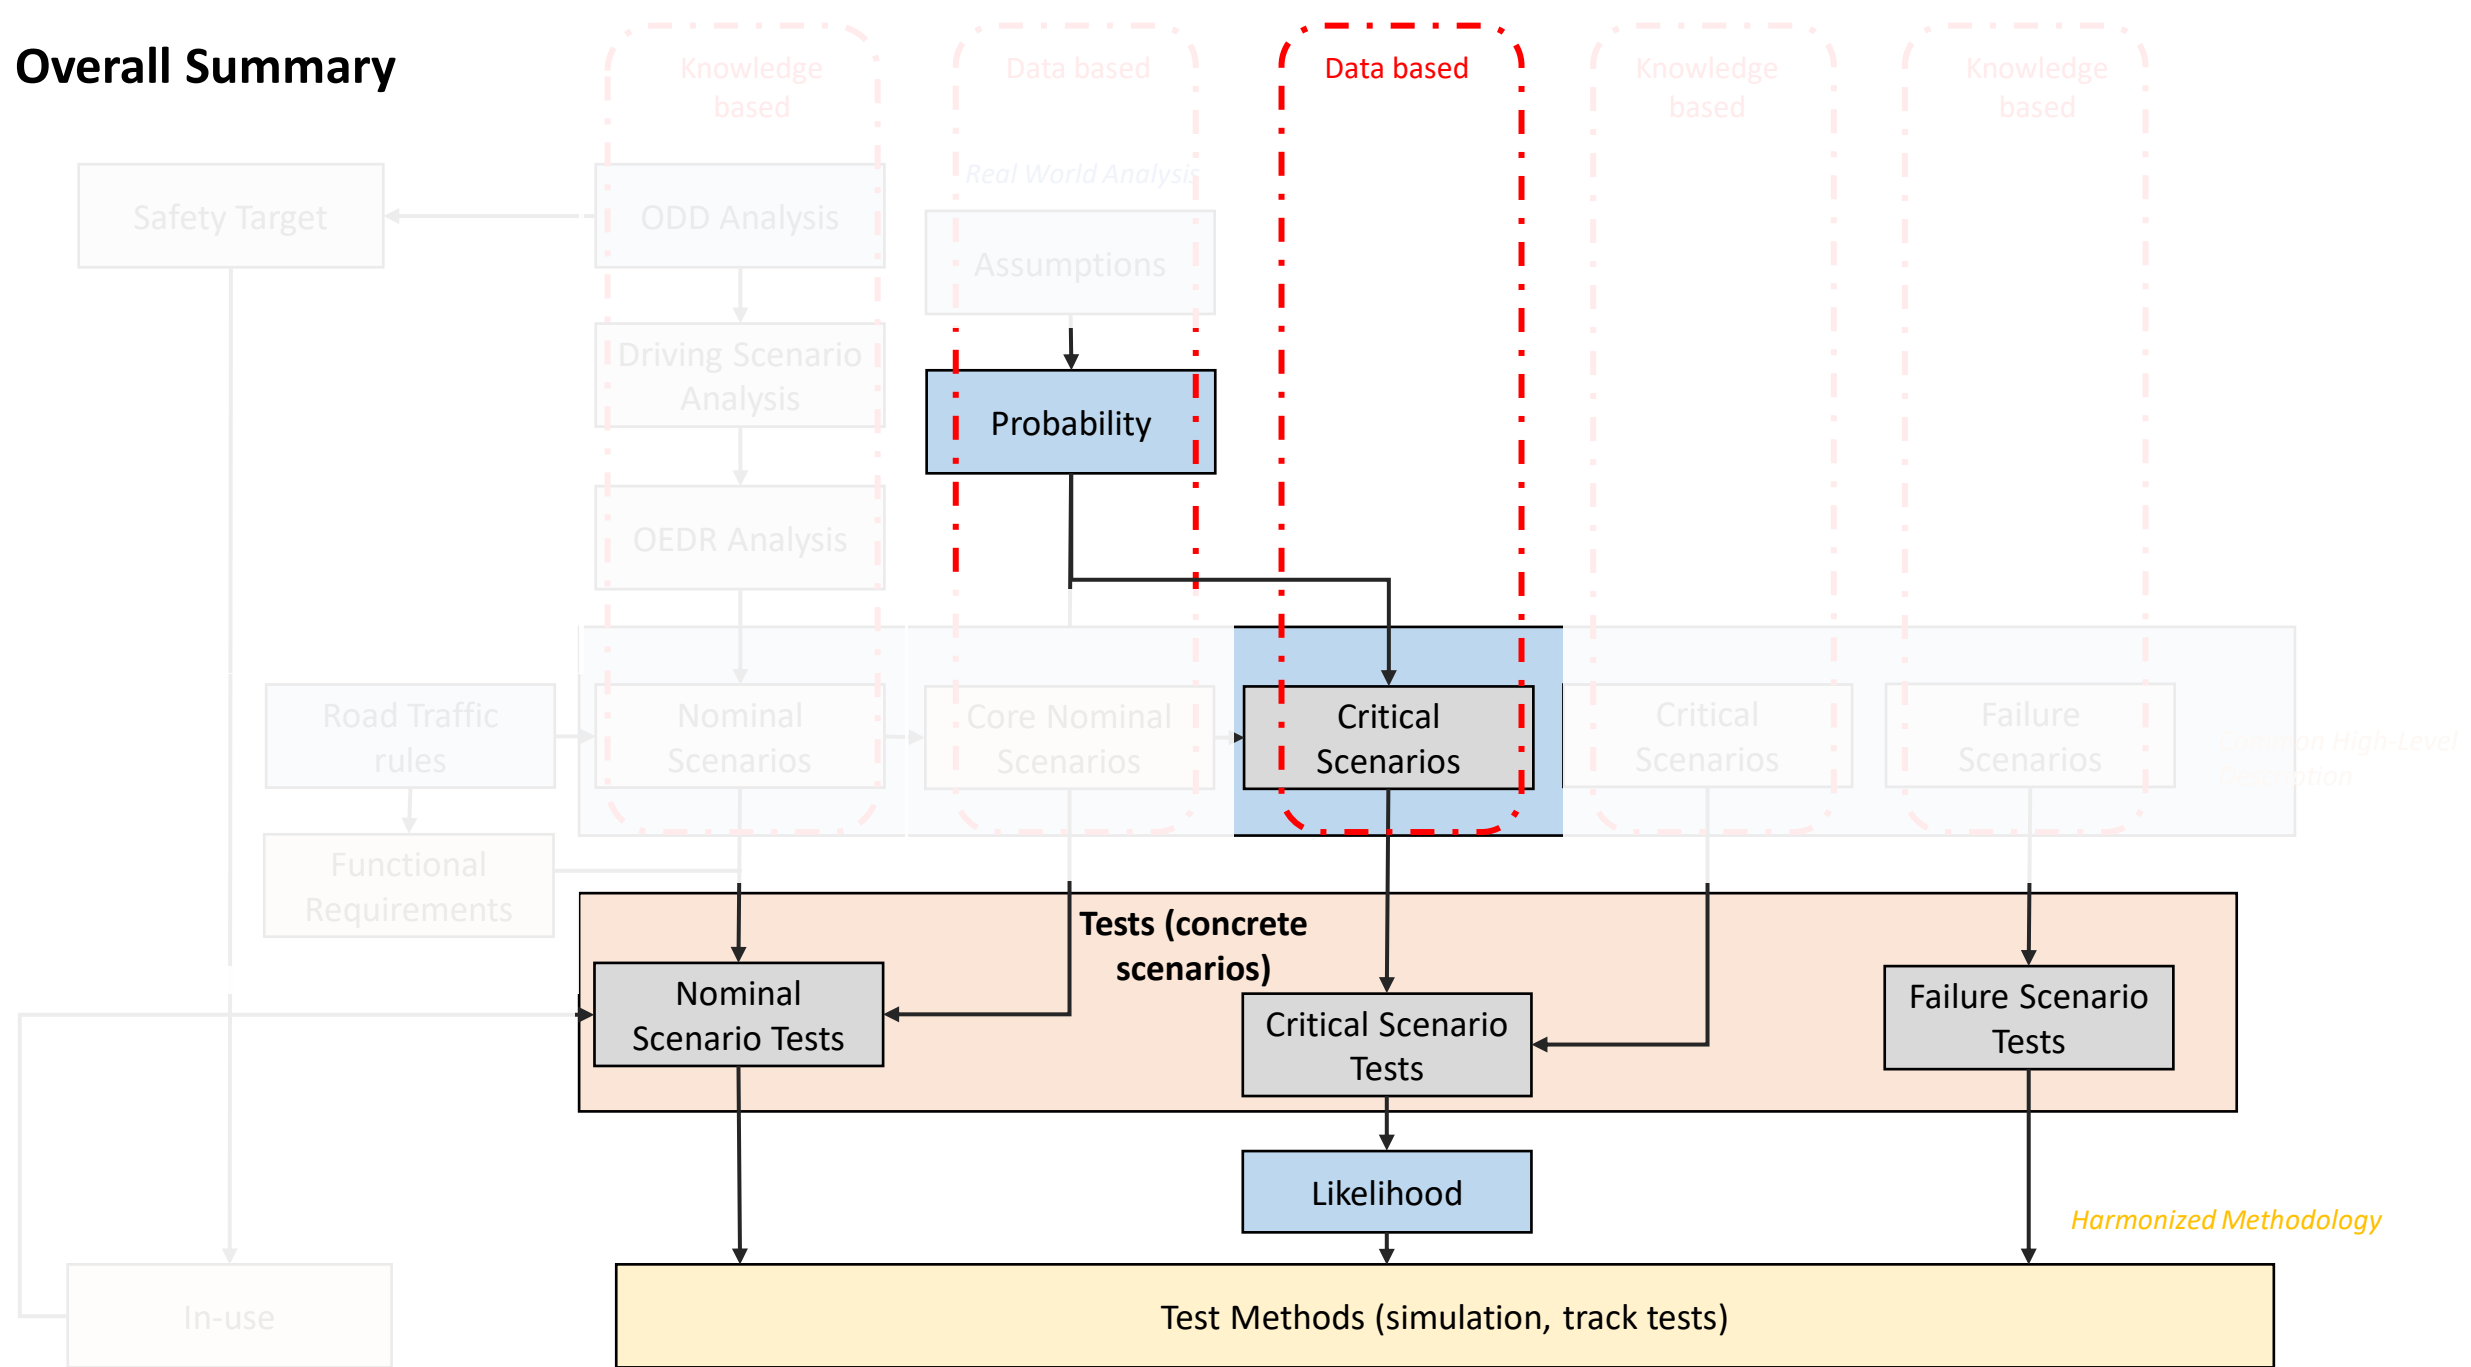 Overall Summary
Knowledge
based
Data based
Data based
Knowledge
based
Knowledge
based
Real World Analysis
Safety Target
ODD Analysis
Assumptions
Driving Scenario
Analysis
Probability
OEDR Analysis
Road Traffic
rules
Nominal
Scenarios
Core Nominal
Scenarios
Critical
Scenarios
Critical
Scenarios
Failure
Scenarios
High-Level
Functional
Requirements
Tests (concrete
scenarios)
Nominal
Scenario Tests
Critical Scenario
Tests
Failure Scenario
Tests
Likelihood
Harmonized Methodology
In-use
Test Methods (simulation, track tests)